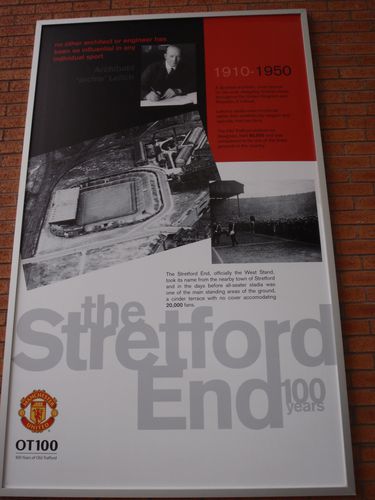 no other architect or engineer has
been so influential in any
individual sport
Archibald
"Archie" Leitch
1910-1950
The Stretford End, officially the West Stand,
took its name from the nearby town of Stretford
and in the days before all-seater stadia was
one of the main standing areas of the ground,
a cinder terrace with no cover accomodating
20,000 fans.
the
Stretford
End
100
years
MANCHESTER
UNITED
OT100
100 Years of Old Trafford